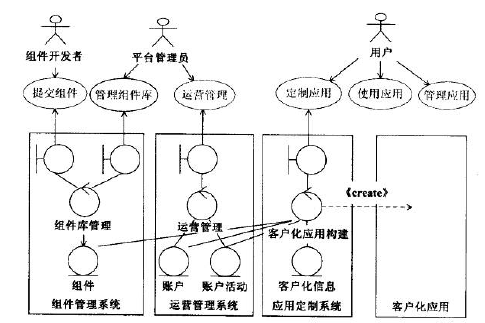 组件开发者
平台管理员
用户
提交组件
管理组件库
运营管理
定制应用
使用应用
管理应用
《create》
组件库管理
运营管理
客户化应用构建
组件
账户
账户活动
客户化信息
组件管理系统
运营管理系统
应用定制系统
客户化应用